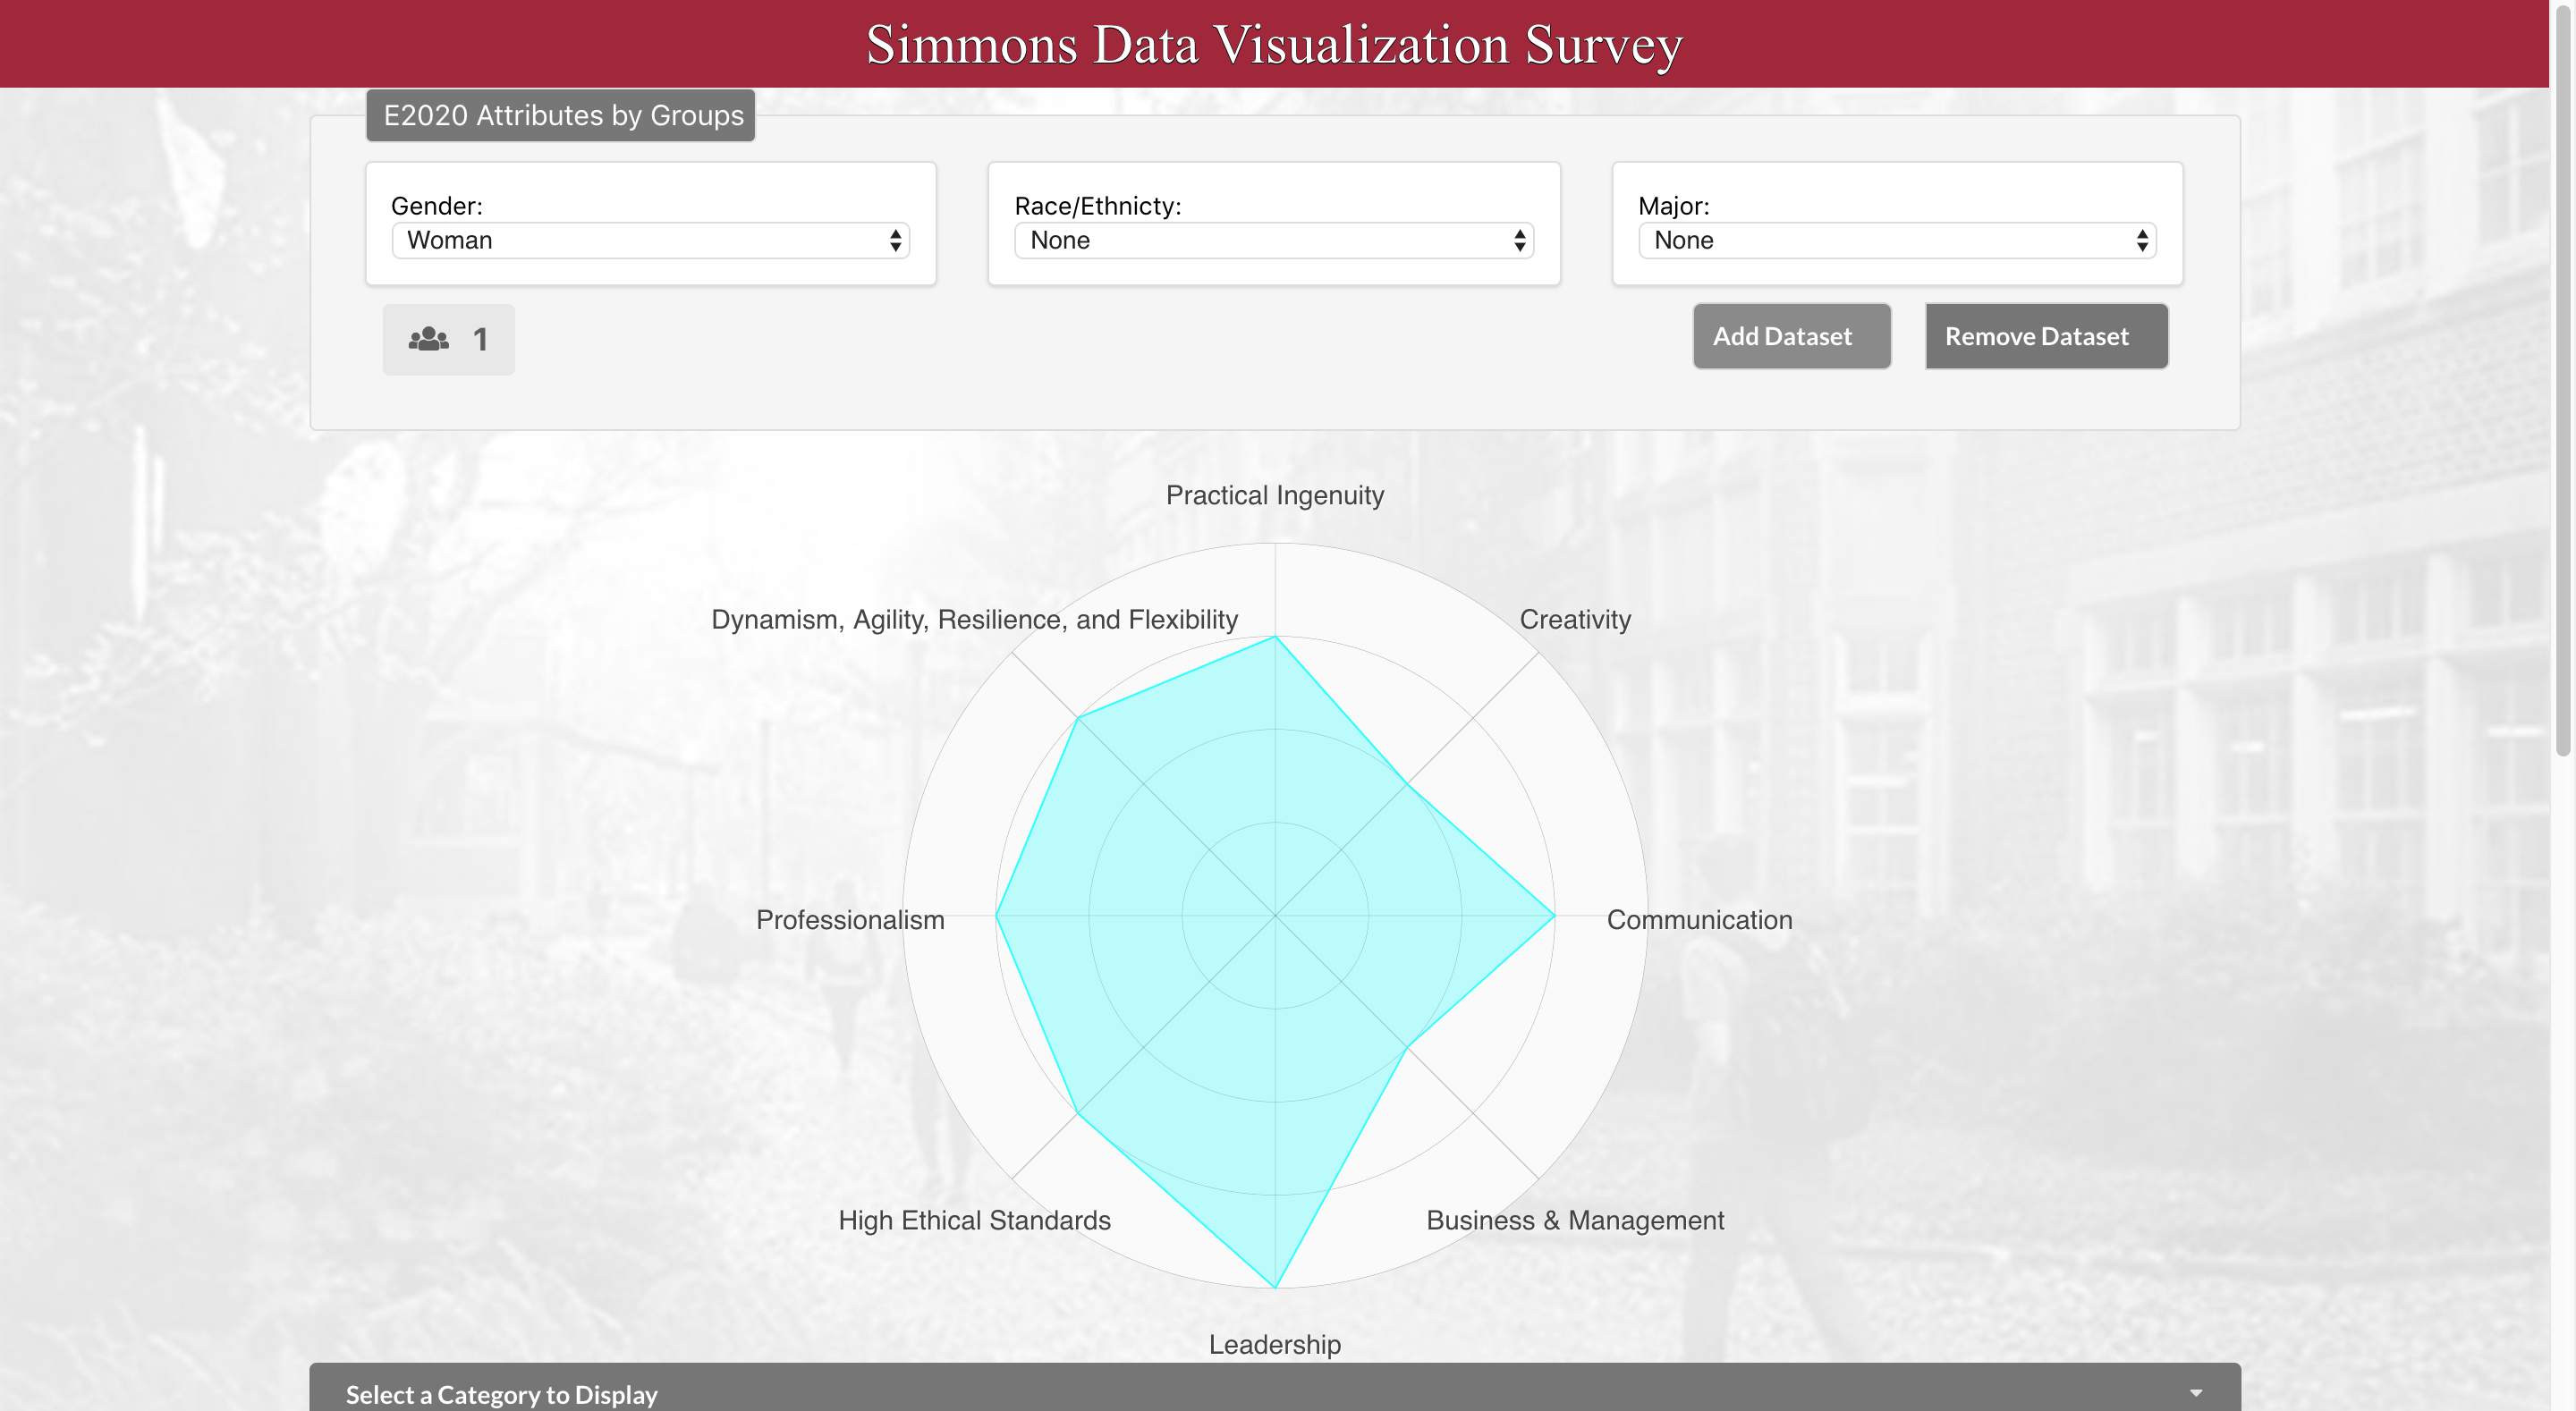 Simmons Data Visualization Survey
E2020 Attributes by Groups
Gender:
Woman
Race/Ethnicty:
None
Major:
None
1
Add Dataset
Remove Dataset
Practical Ingenuity
Dynamism, Agility, Resilience, and Flexibility
Creativity
Professionalism
Communication
High Ethical Standards
Business & Management
Leadership
Select a Category to Display